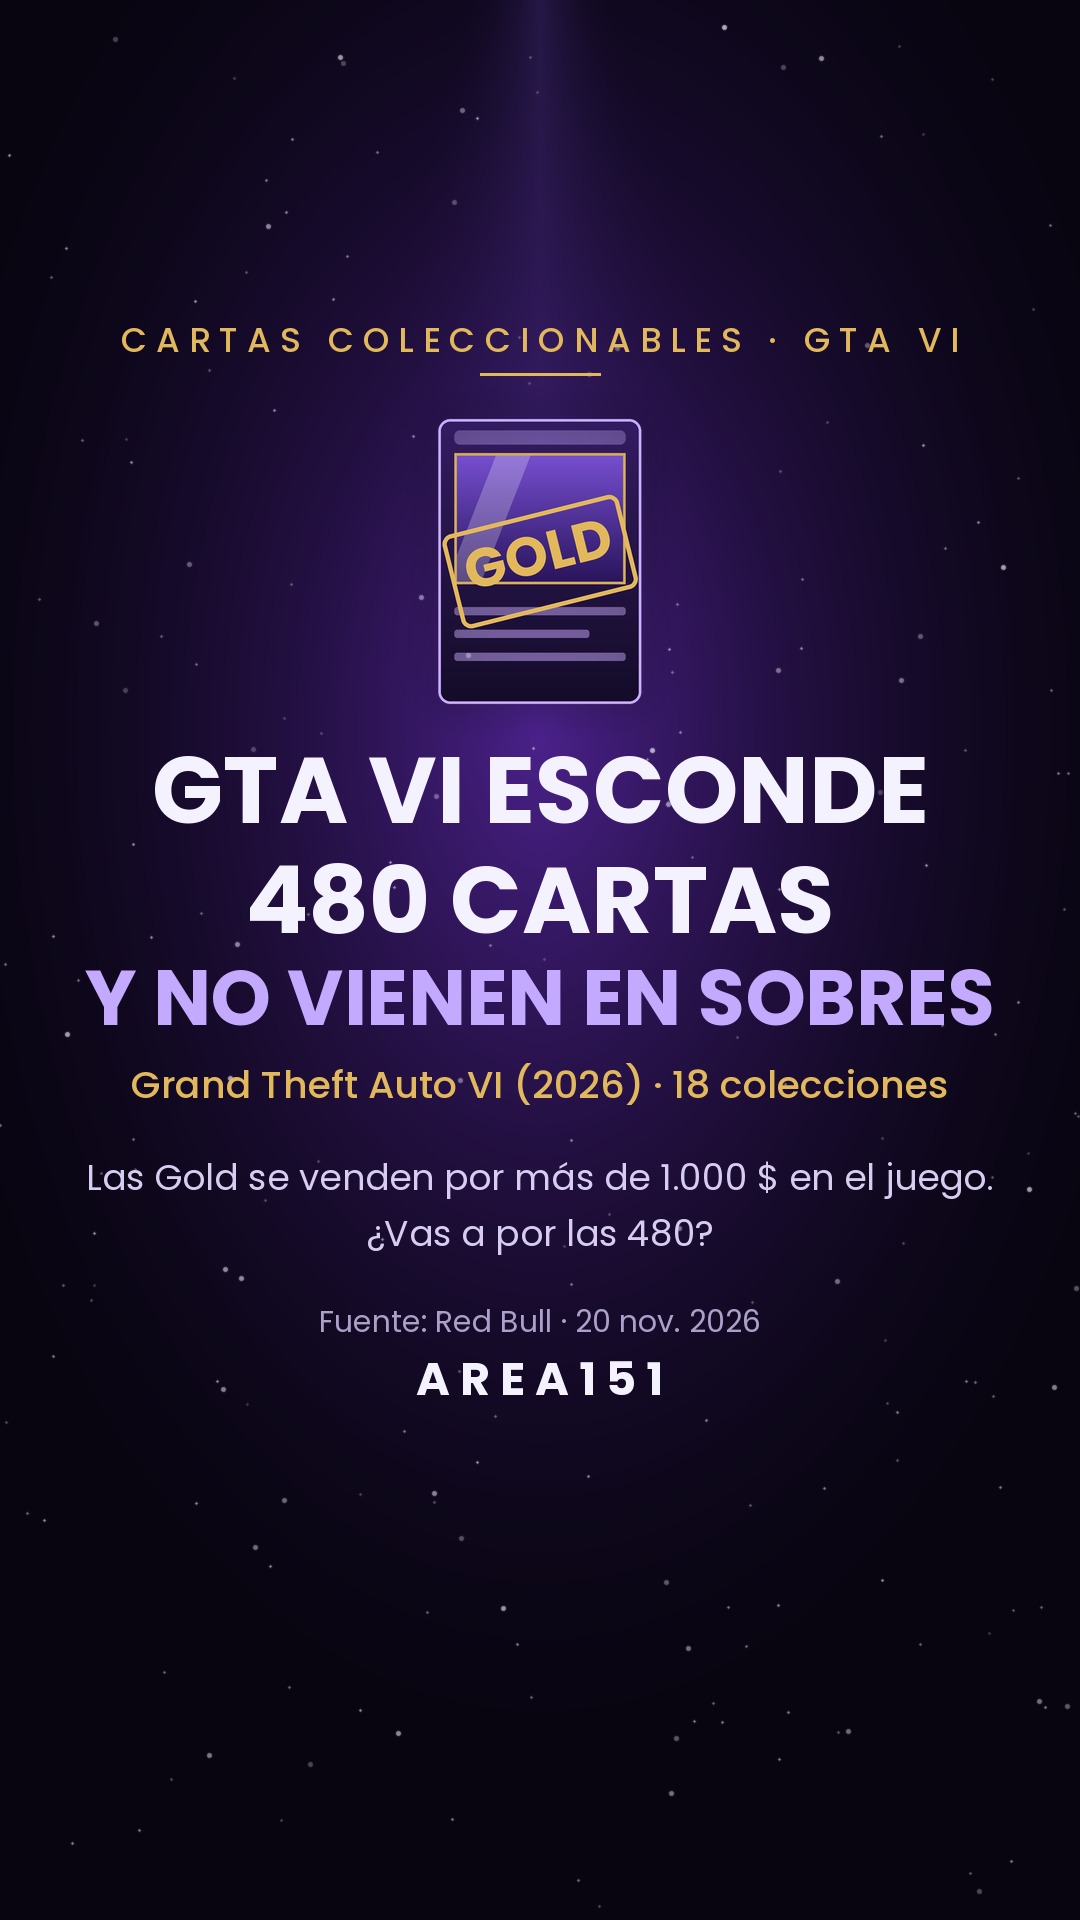 CARTAS COLECCIONABLES · GTA VI
GOLD
GTA VI ESCONDE
480 CARTAS
Y NO VIENEN EN SOBRES
Grand Theft Auto VI (2026) · 18 colecciones
Las Gold se venden por más de 1.000 $ en el juego.
¿Vas a por las 480?
Fuente: Red Bull · 20 nov. 2026
AREA151